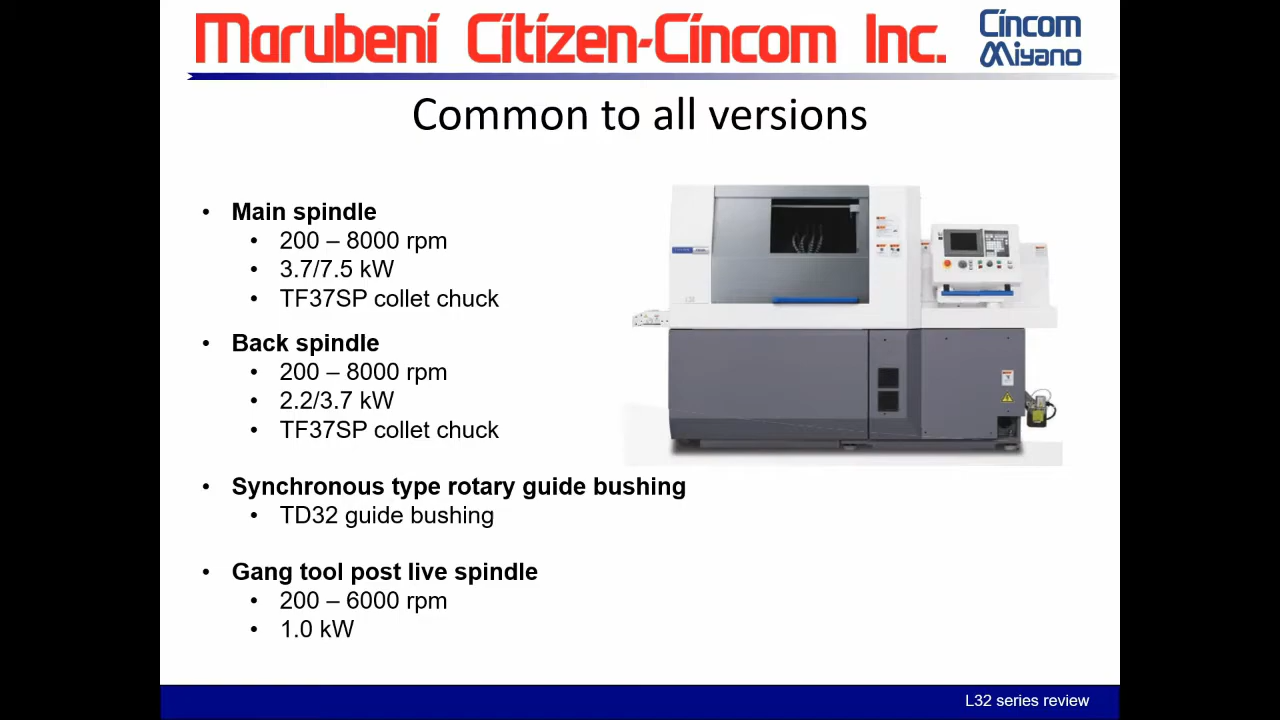 Marubeni Citizen-Cincom Inc.
Cincom
Miyano
Common to all versions
• Main spindle
• 200 – 8000 rpm
• 3.7/7.5 kW
• TF37SP collet chuck
• Back spindle
• 200 – 8000 rpm
• 2.2/3.7 kW
• TF37SP collet chuck
• Synchronous type rotary guide bushing
• TD32 guide bushing
• Gang tool post live spindle
• 200 – 6000 rpm
• 1.0 kW
L32 series review